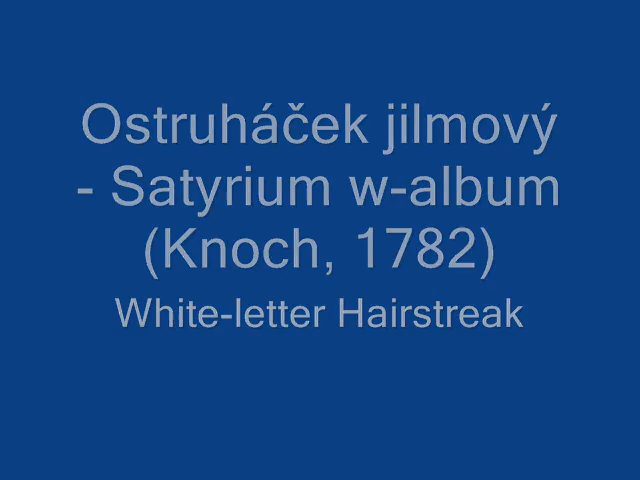 Ostruháček jilmový
- Satyrium w-album
(Knoch, 1782)
White-letter Hairstreak